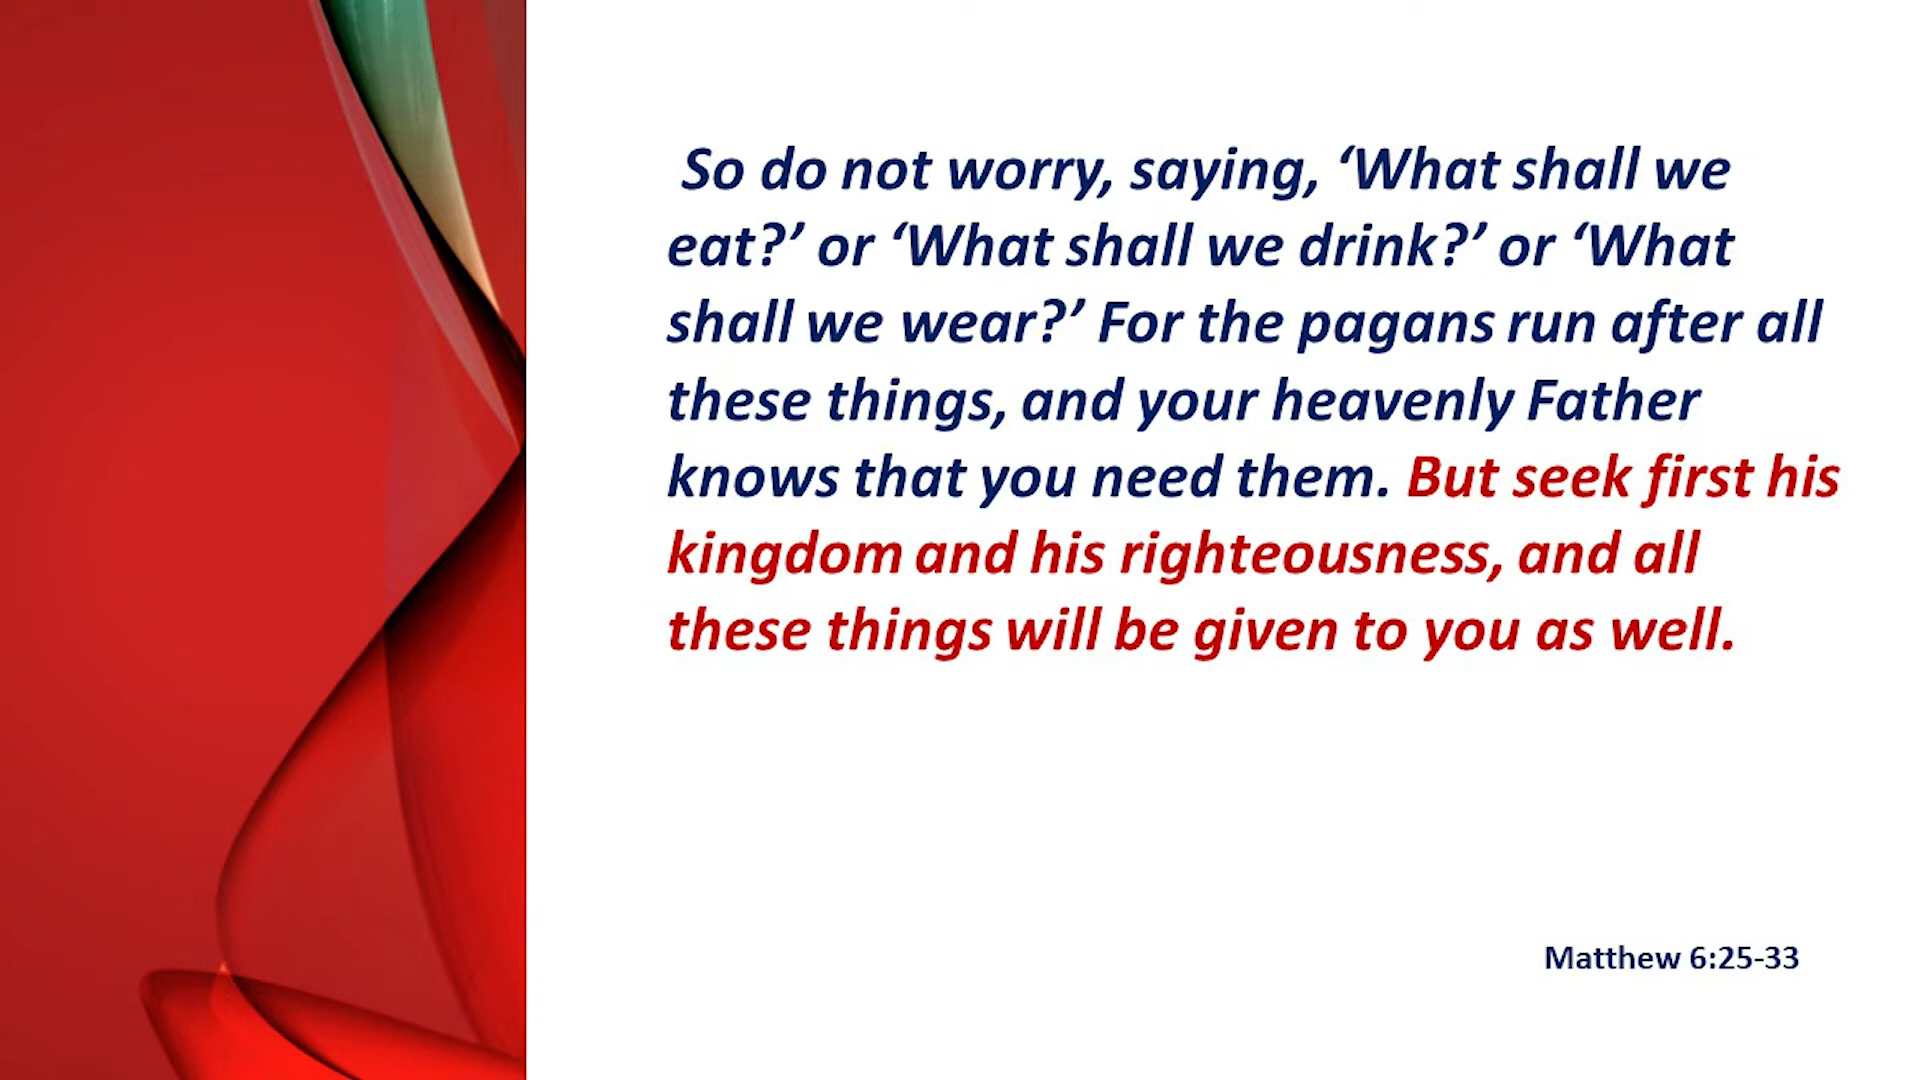 So do not worry, saying, ‘What shall we
eat?’ or ‘What shall we drink?’ or ‘What
shall we wear?’ For the pagans run after all
these things, and your heavenly Father
knows that you need them. But seek first his
kingdom and his righteousness, and all
these things will be given to you as well.
Matthew 6:25-33